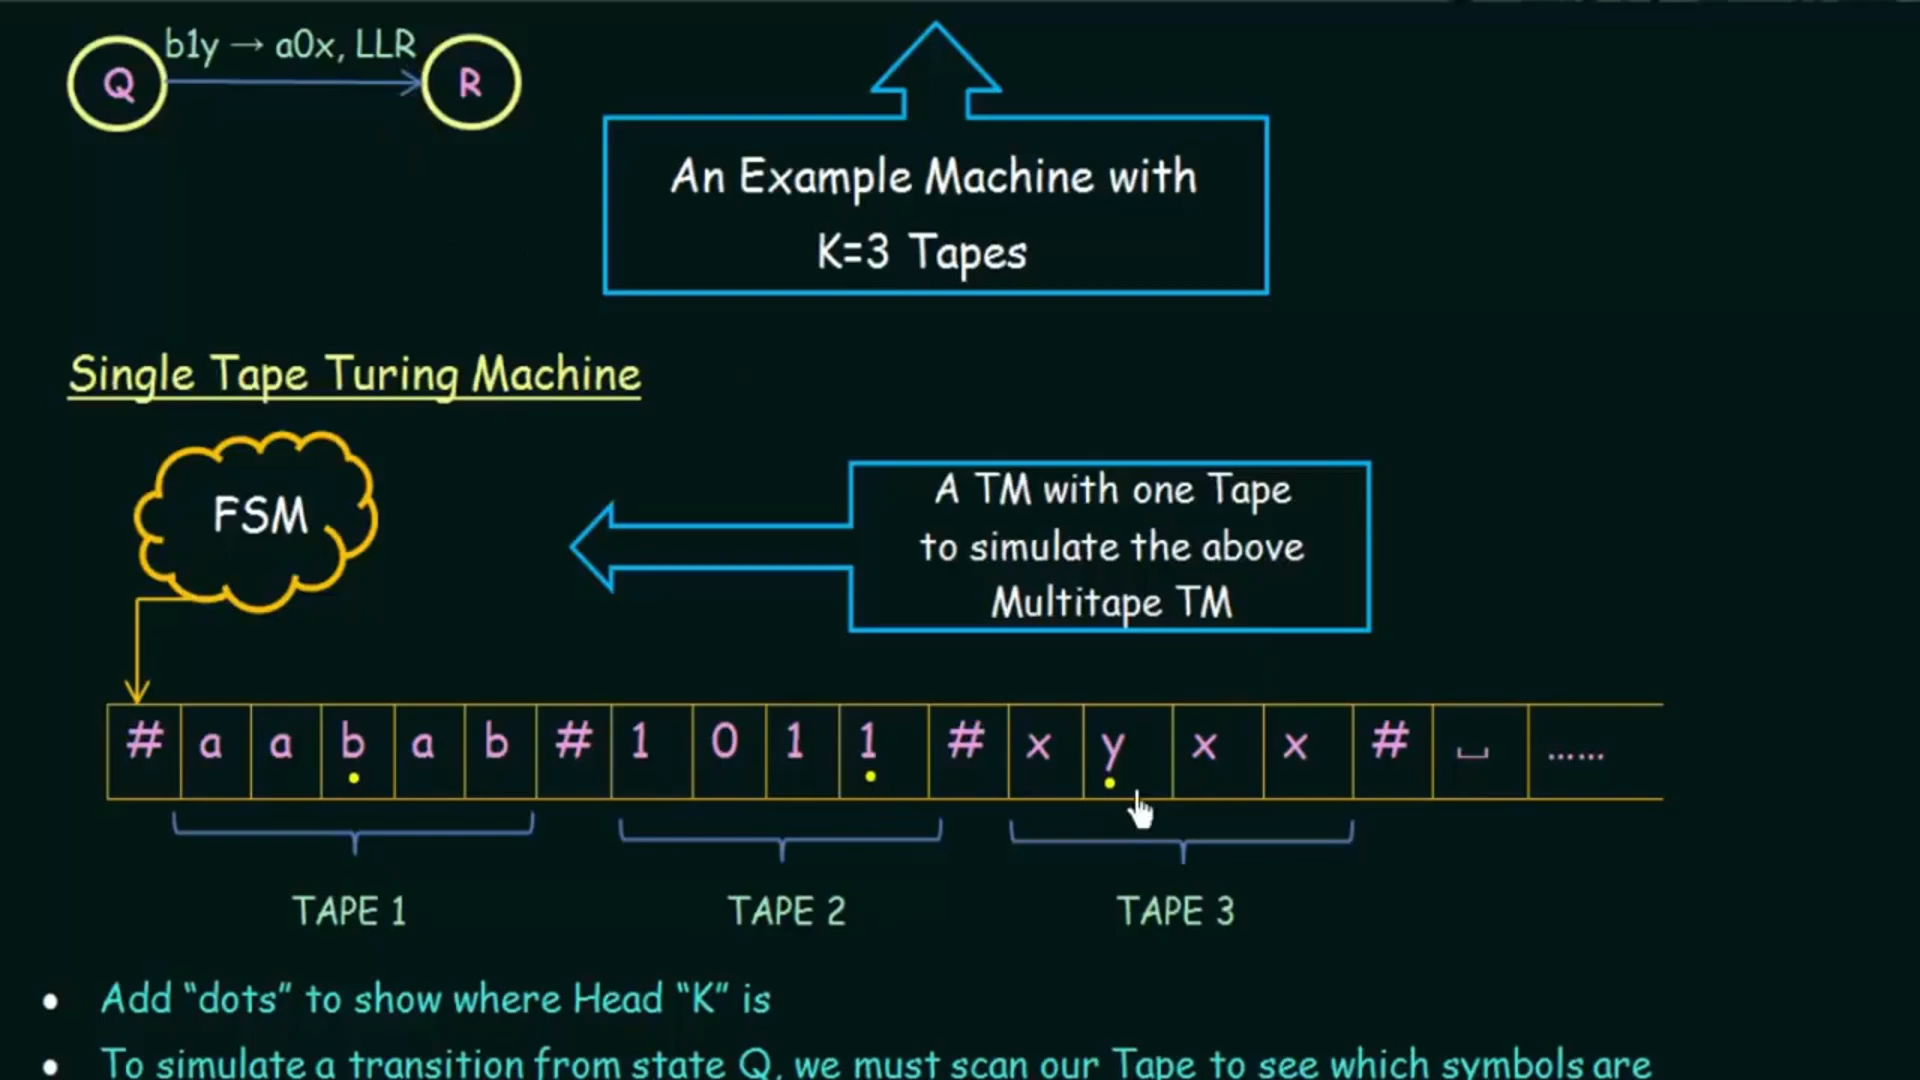 b1y → a0x, LLR
Q
R
An Example Machine with
K=3 Tapes
Single Tape Turing Machine
FSM
A TM with one Tape
to simulate the above
Multitape TM
# a a b a b # 1 0 1 1 # x y x x # ⎵ ......
TAPE 1 TAPE 2 TAPE 3
• Add “dots” to show where Head “K” is
• To simulate a transition from state Q, we must scan our Tape to see which symbols are